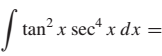 ∫ tan² x sec⁴ x dx =